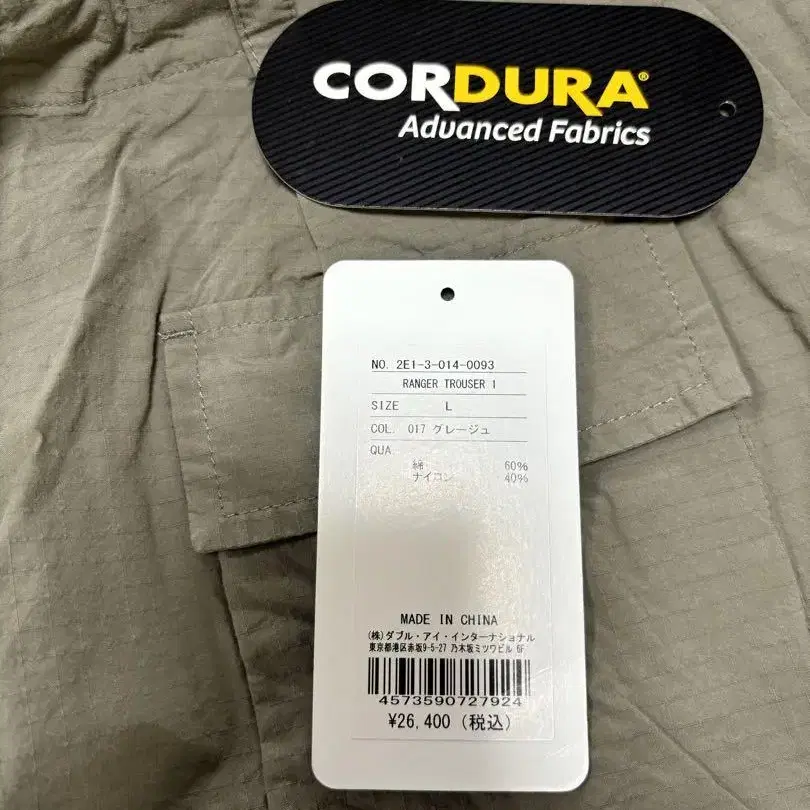 CORDURA®
Advanced Fabrics
NO. 2E1-3-014-0093
RANGER TROUSER I
SIZE L
COL. 017 グレージュ
QUA.
綿 60%
ナイロン 40%
MADE IN CHINA
(株)ダブル・アイ・インターナショナル
東京都港区赤坂9-5-27 乃木坂ミツワビル 6F
4573590727924
¥26,400 (税込)